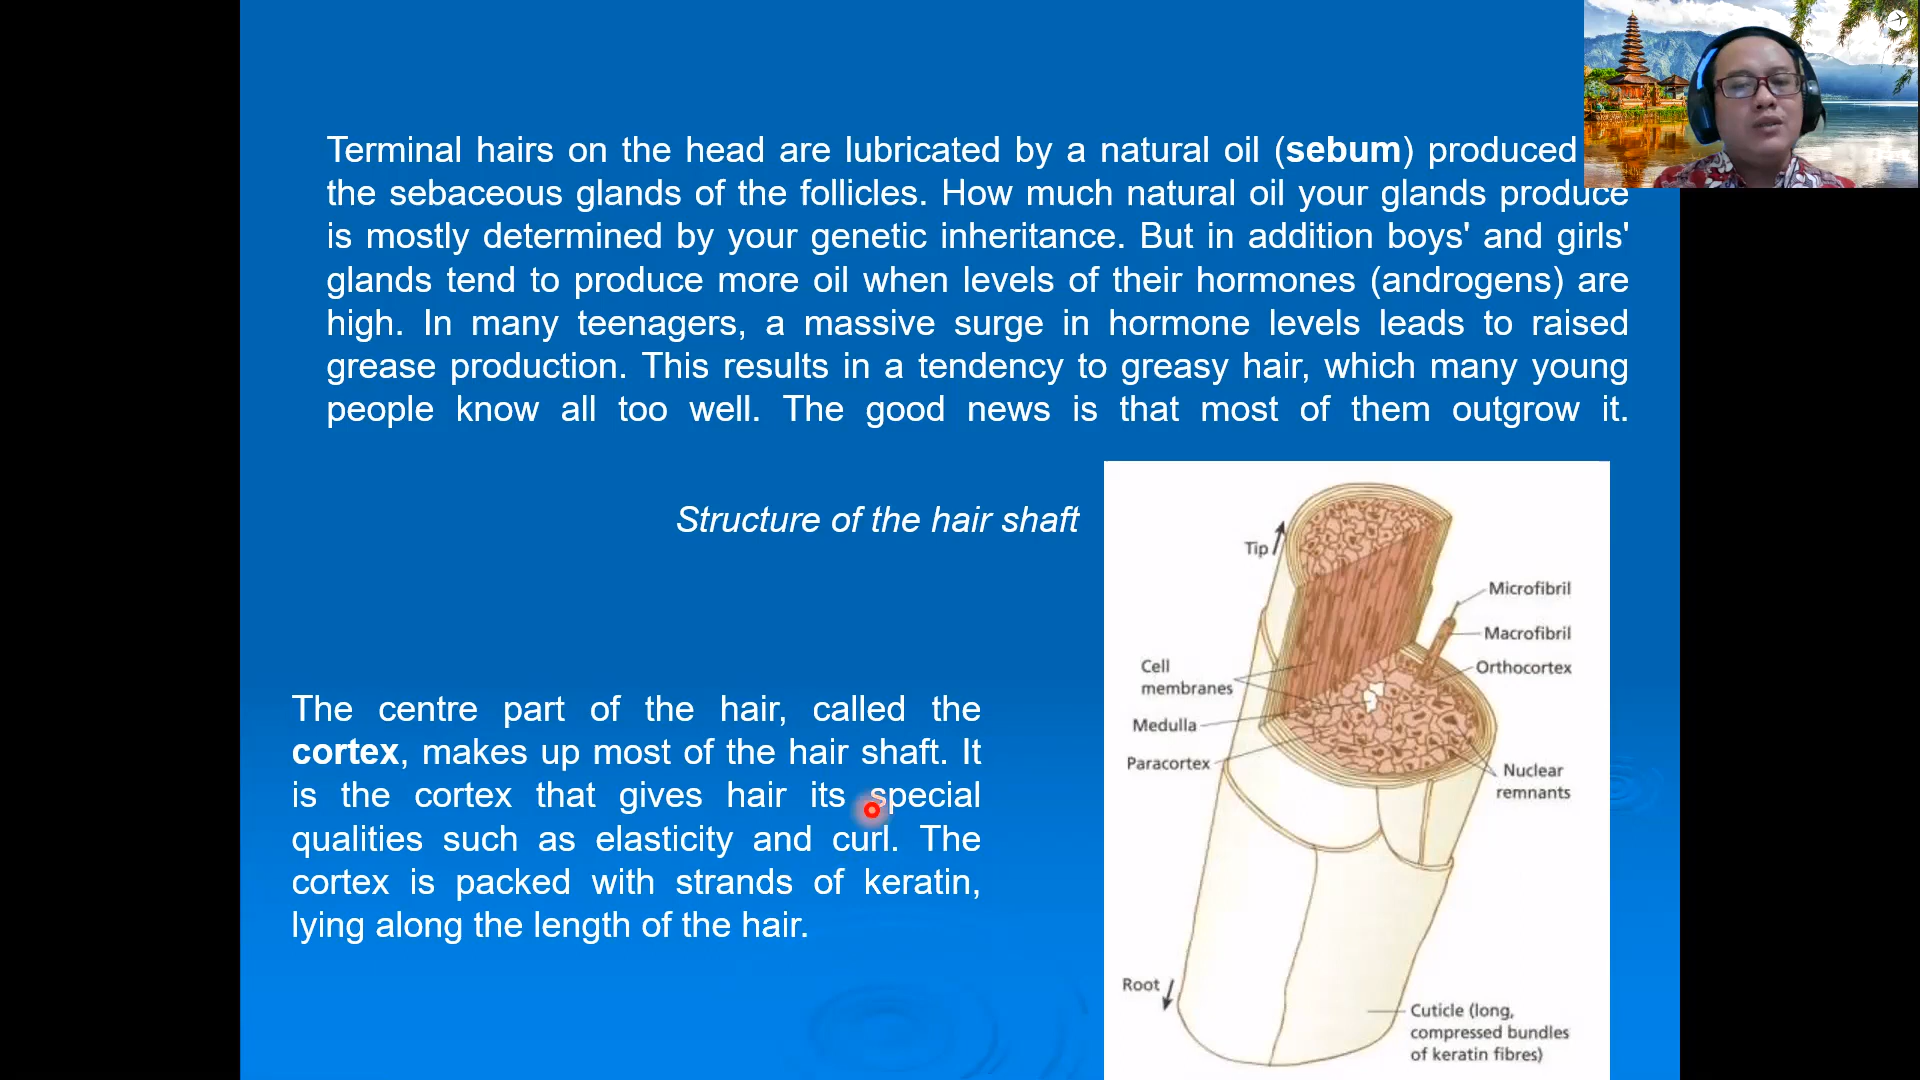 Terminal hairs on the head are lubricated by a natural oil (sebum) produced
the sebaceous glands of the follicles. How much natural oil your glands produce
is mostly determined by your genetic inheritance. But in addition boys' and girls'
glands tend to produce more oil when levels of their hormones (androgens) are
high. In many teenagers, a massive surge in hormone levels leads to raised
grease production. This results in a tendency to greasy hair, which many young
people know all too well. The good news is that most of them outgrow it.
Structure of the hair shaft
The centre part of the hair, called the
cortex, makes up most of the hair shaft. It
is the cortex that gives hair its special
qualities such as elasticity and curl. The
cortex is packed with strands of keratin,
lying along the length of the hair.
Tip
Microfibril
Macrofibril
Orthocortex
Cell
membranes
Medulla
Paracortex
Nuclear
remnants
Root
Cuticle (long,
compressed bundles
of keratin fibres)